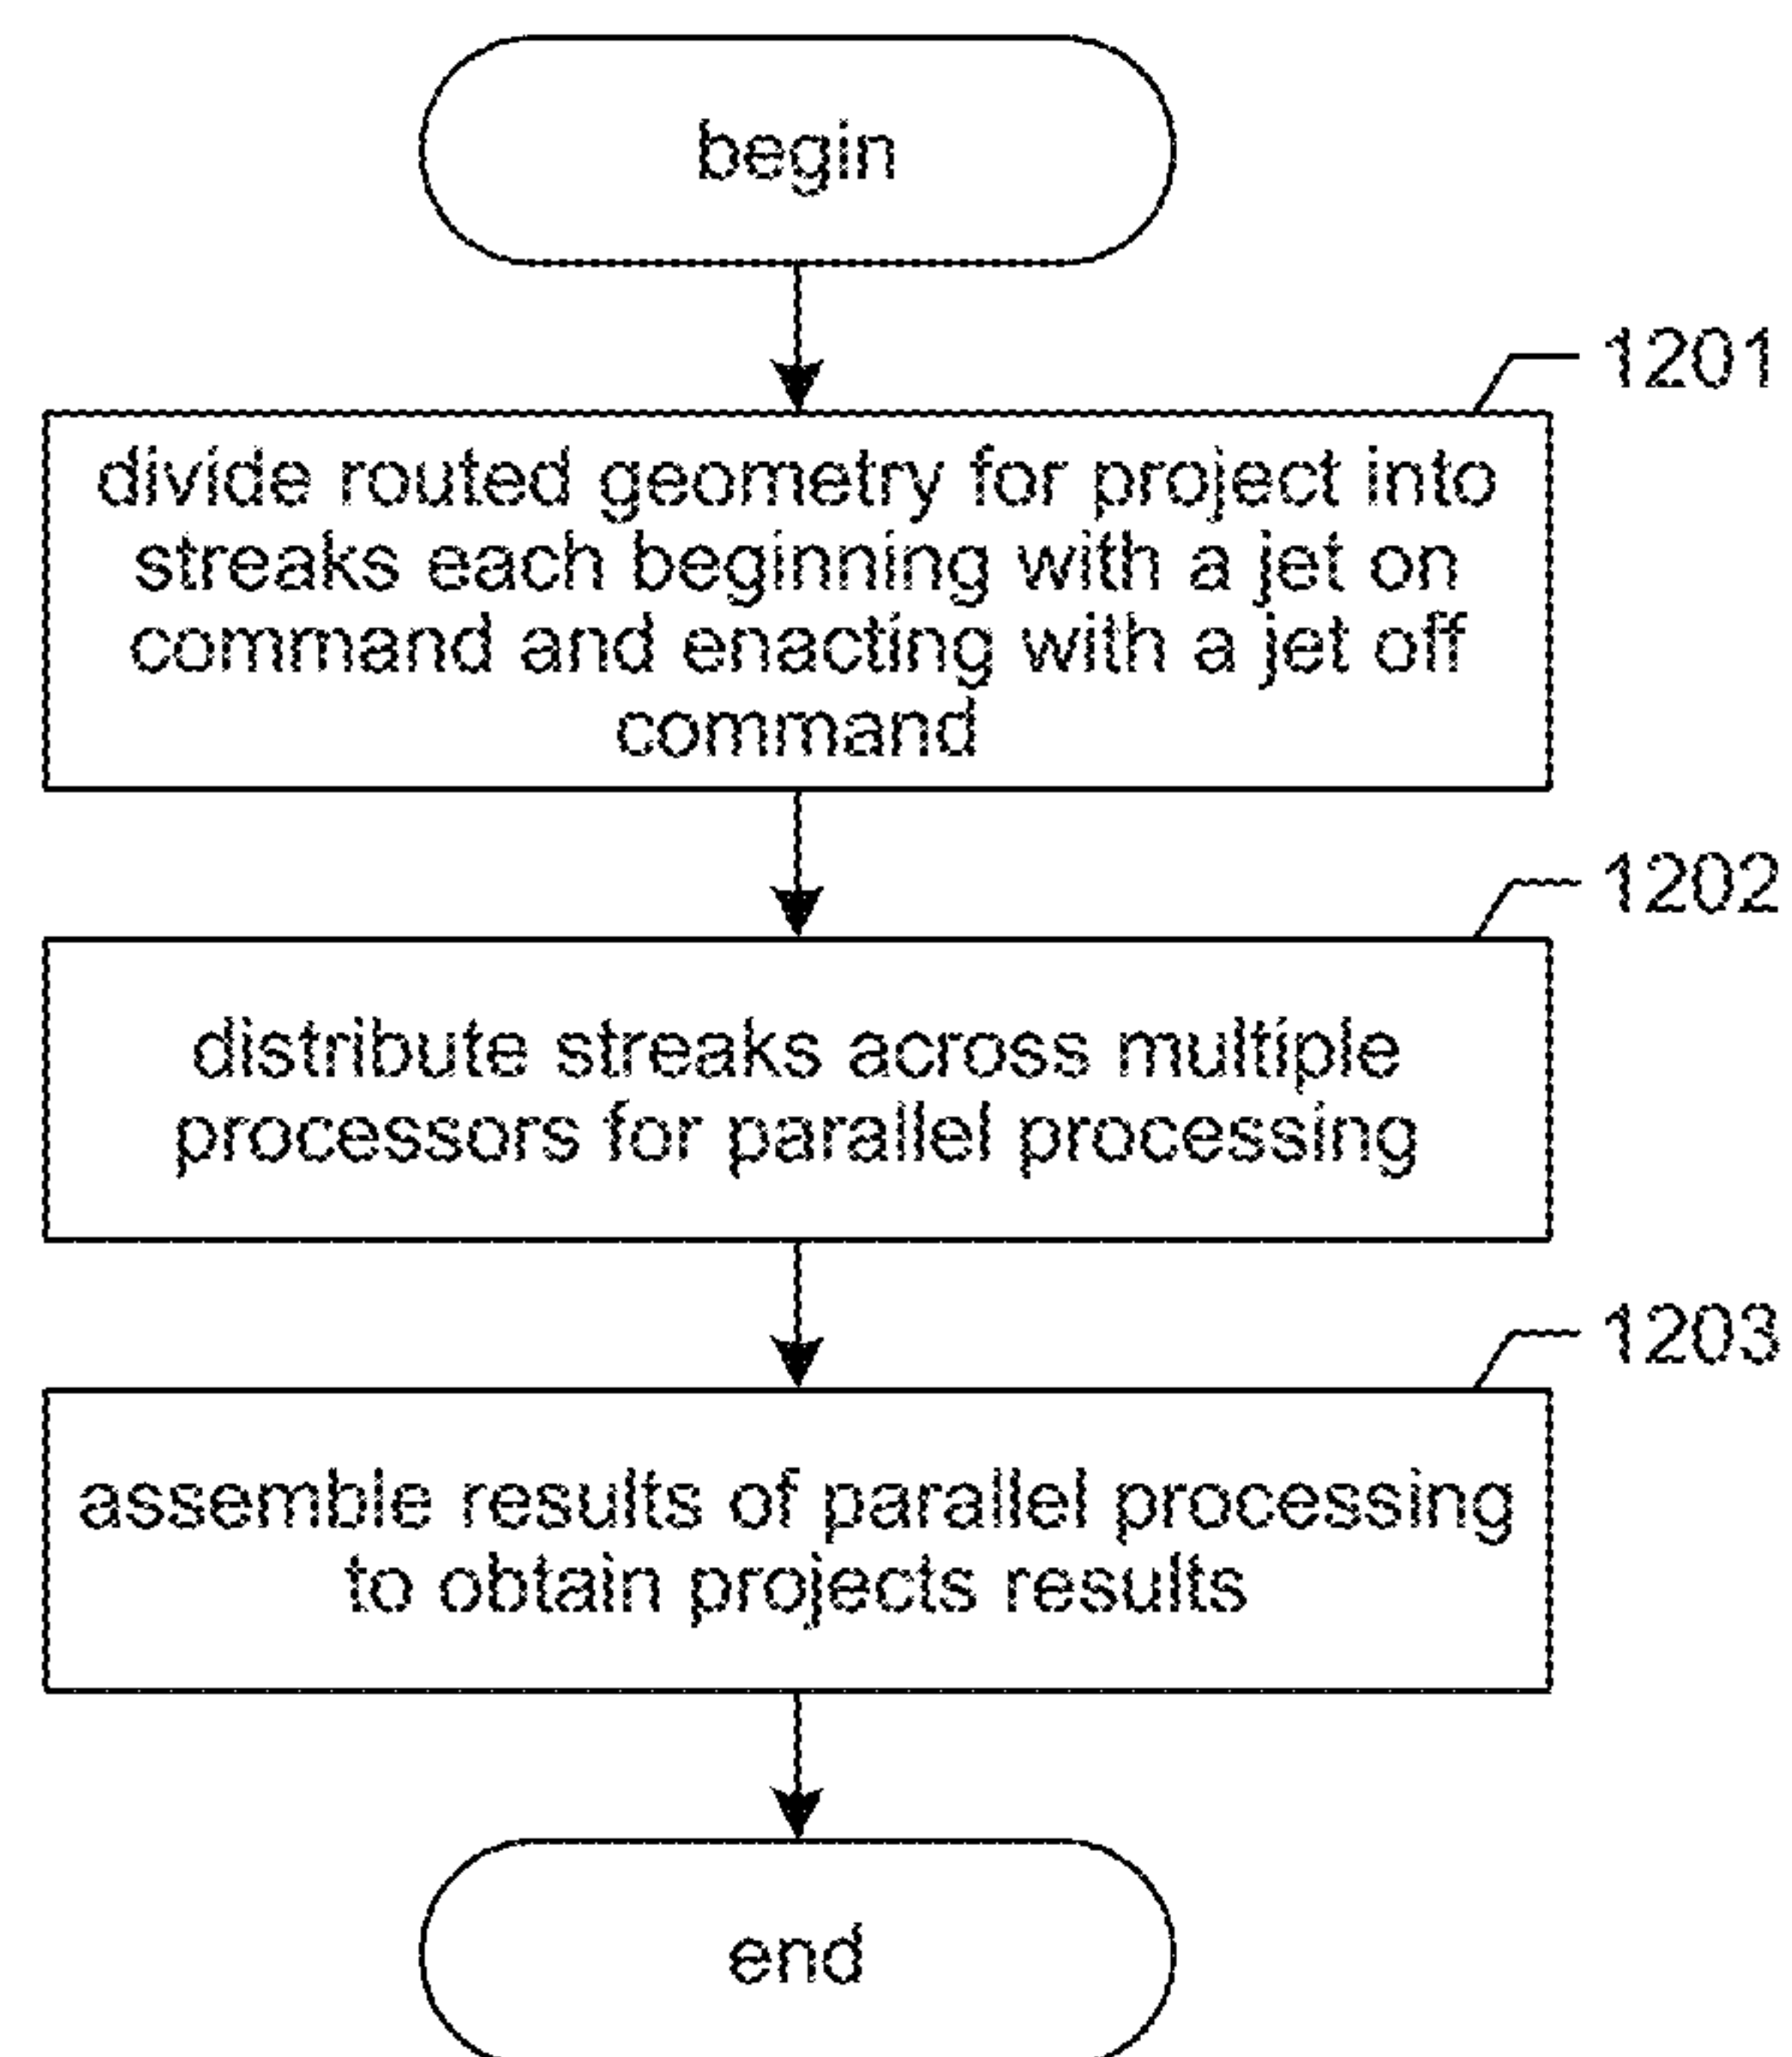 begin
1201
divide routed geometry for project into
streaks each beginning with a jet on
command and enacting with a jet off
command
1202
distribute streaks across multiple
processors for parallel processing
1203
assemble results of parallel processing
to obtain projects results
end